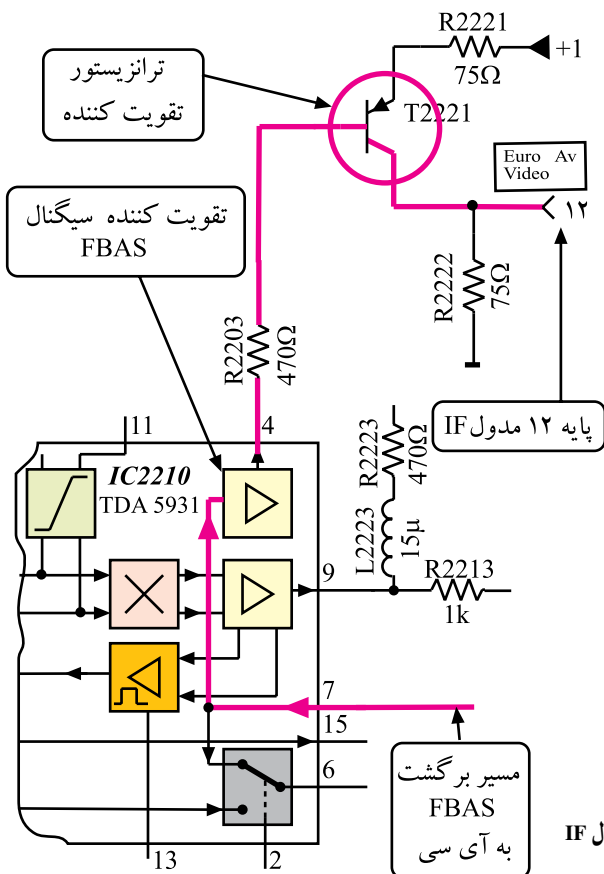 R2221
75Ω
+1
ترانزیستور
تقویت کننده
T2221
Euro Av
Video
۱۲
تقویت کننده سیگنال
FBAS
R2222
75Ω
R2203
470Ω
پایه ۱۲ مدول IF
11
4
IC2210
TDA 5931
R2223
470Ω
L2223
15µ
9
R2213
1k
7
15
6
مسیر برگشت
FBAS
به آی سی
ل IF
13
2